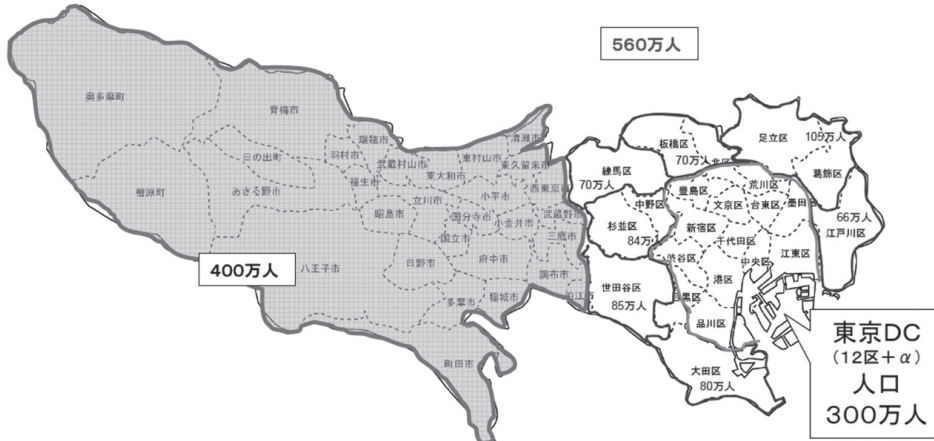 560万人
奥多摩町
青梅市
瑞穂市
清瀬市
日の出町
羽村市
武蔵村山市
東村山市
東久留米市
福生市
東大和市
檜原町
あきる野市
昭島市
立川市
小平市
西東京市
国分寺市
小金井市
武蔵野市
国立市
三鷹市
400万人
八王子市
日野市
府中市
調布市
多摩市
稲城市
狛江市
町田市
練馬区
70万人
板橋区
70万人
北区
足立区
105万人
葛飾区
66万人
江戸川区
中野区
杉並区
84万人
豊島区
荒川区
文京区
台東区
墨田区
新宿区
千代田区
渋谷区
中央区
江東区
港区
世田谷区
85万人
目黒区
品川区
大田区
80万人
東京DC
（12区＋α）
人口
300万人